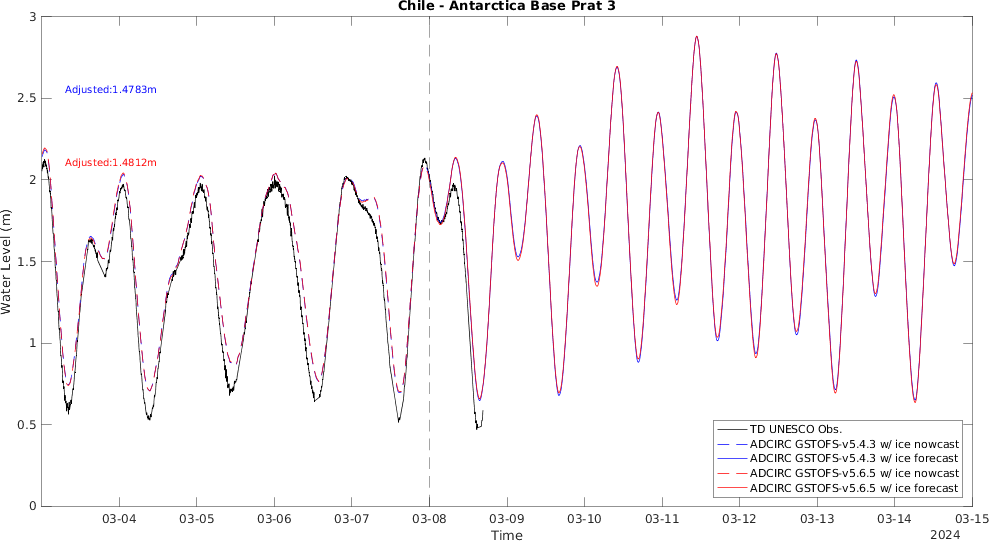 Chile - Antarctica Base Prat 3
Water Level (m)
3
2.5
2
1.5
1
0.5
0
Adjusted:1.4783m
Adjusted:1.4812m
TD UNESCO Obs.
ADCIRC GSTOFS-v5.4.3 w/ ice nowcast
ADCIRC GSTOFS-v5.4.3 w/ ice forecast
ADCIRC GSTOFS-v5.6.5 w/ ice nowcast
ADCIRC GSTOFS-v5.6.5 w/ ice forecast
03-04 03-05 03-06 03-07 03-08 03-09 03-10 03-11 03-12 03-13 03-14 03-15
Time
2024